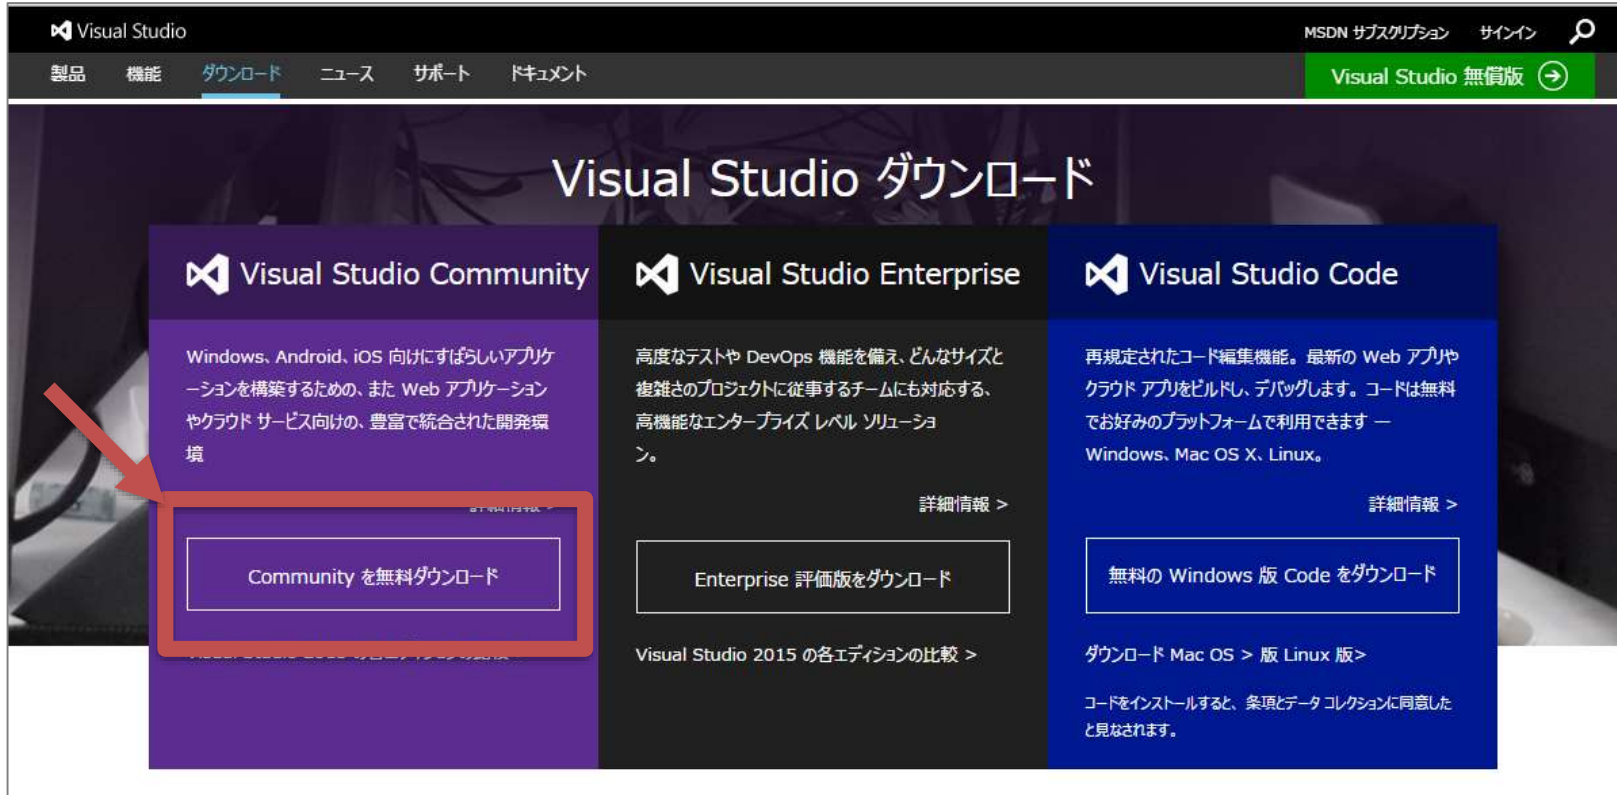 Visual Studio
MSDN サブスクリプション サインイン
製品 機能 ダウンロード ニュース サポート ドキュメント
Visual Studio 無償版
Visual Studio ダウンロード
Visual Studio Community
Windows、Android、iOS 向けにすばらしいアプリケ
ーションを構築するための、また Web アプリケーション
やクラウド サービス向けの、豊富で統合された開発環
境
詳細情報 >
Community を無料ダウンロード
Visual Studio 2015 の各エディションの比較 >
Visual Studio Enterprise
高度なテストや DevOps 機能を備え、どんなサイズと
複雑さのプロジェクトに従事するチームにも対応する、
高機能なエンタープライズ レベル ソリューショ
ン。
詳細情報 >
Enterprise 評価版をダウンロード
Visual Studio 2015 の各エディションの比較 >
Visual Studio Code
再規定されたコード編集機能。最新の Web アプリや
クラウド アプリをビルドし、デバッグします。コードは無料
でお好みのプラットフォームで利用できます —
Windows、Mac OS X、Linux。
詳細情報 >
無料の Windows 版 Code をダウンロード
ダウンロード Mac OS > 版 Linux 版>
コードをインストールすると、条項とデータ コレクションに同意した
と見なされます。